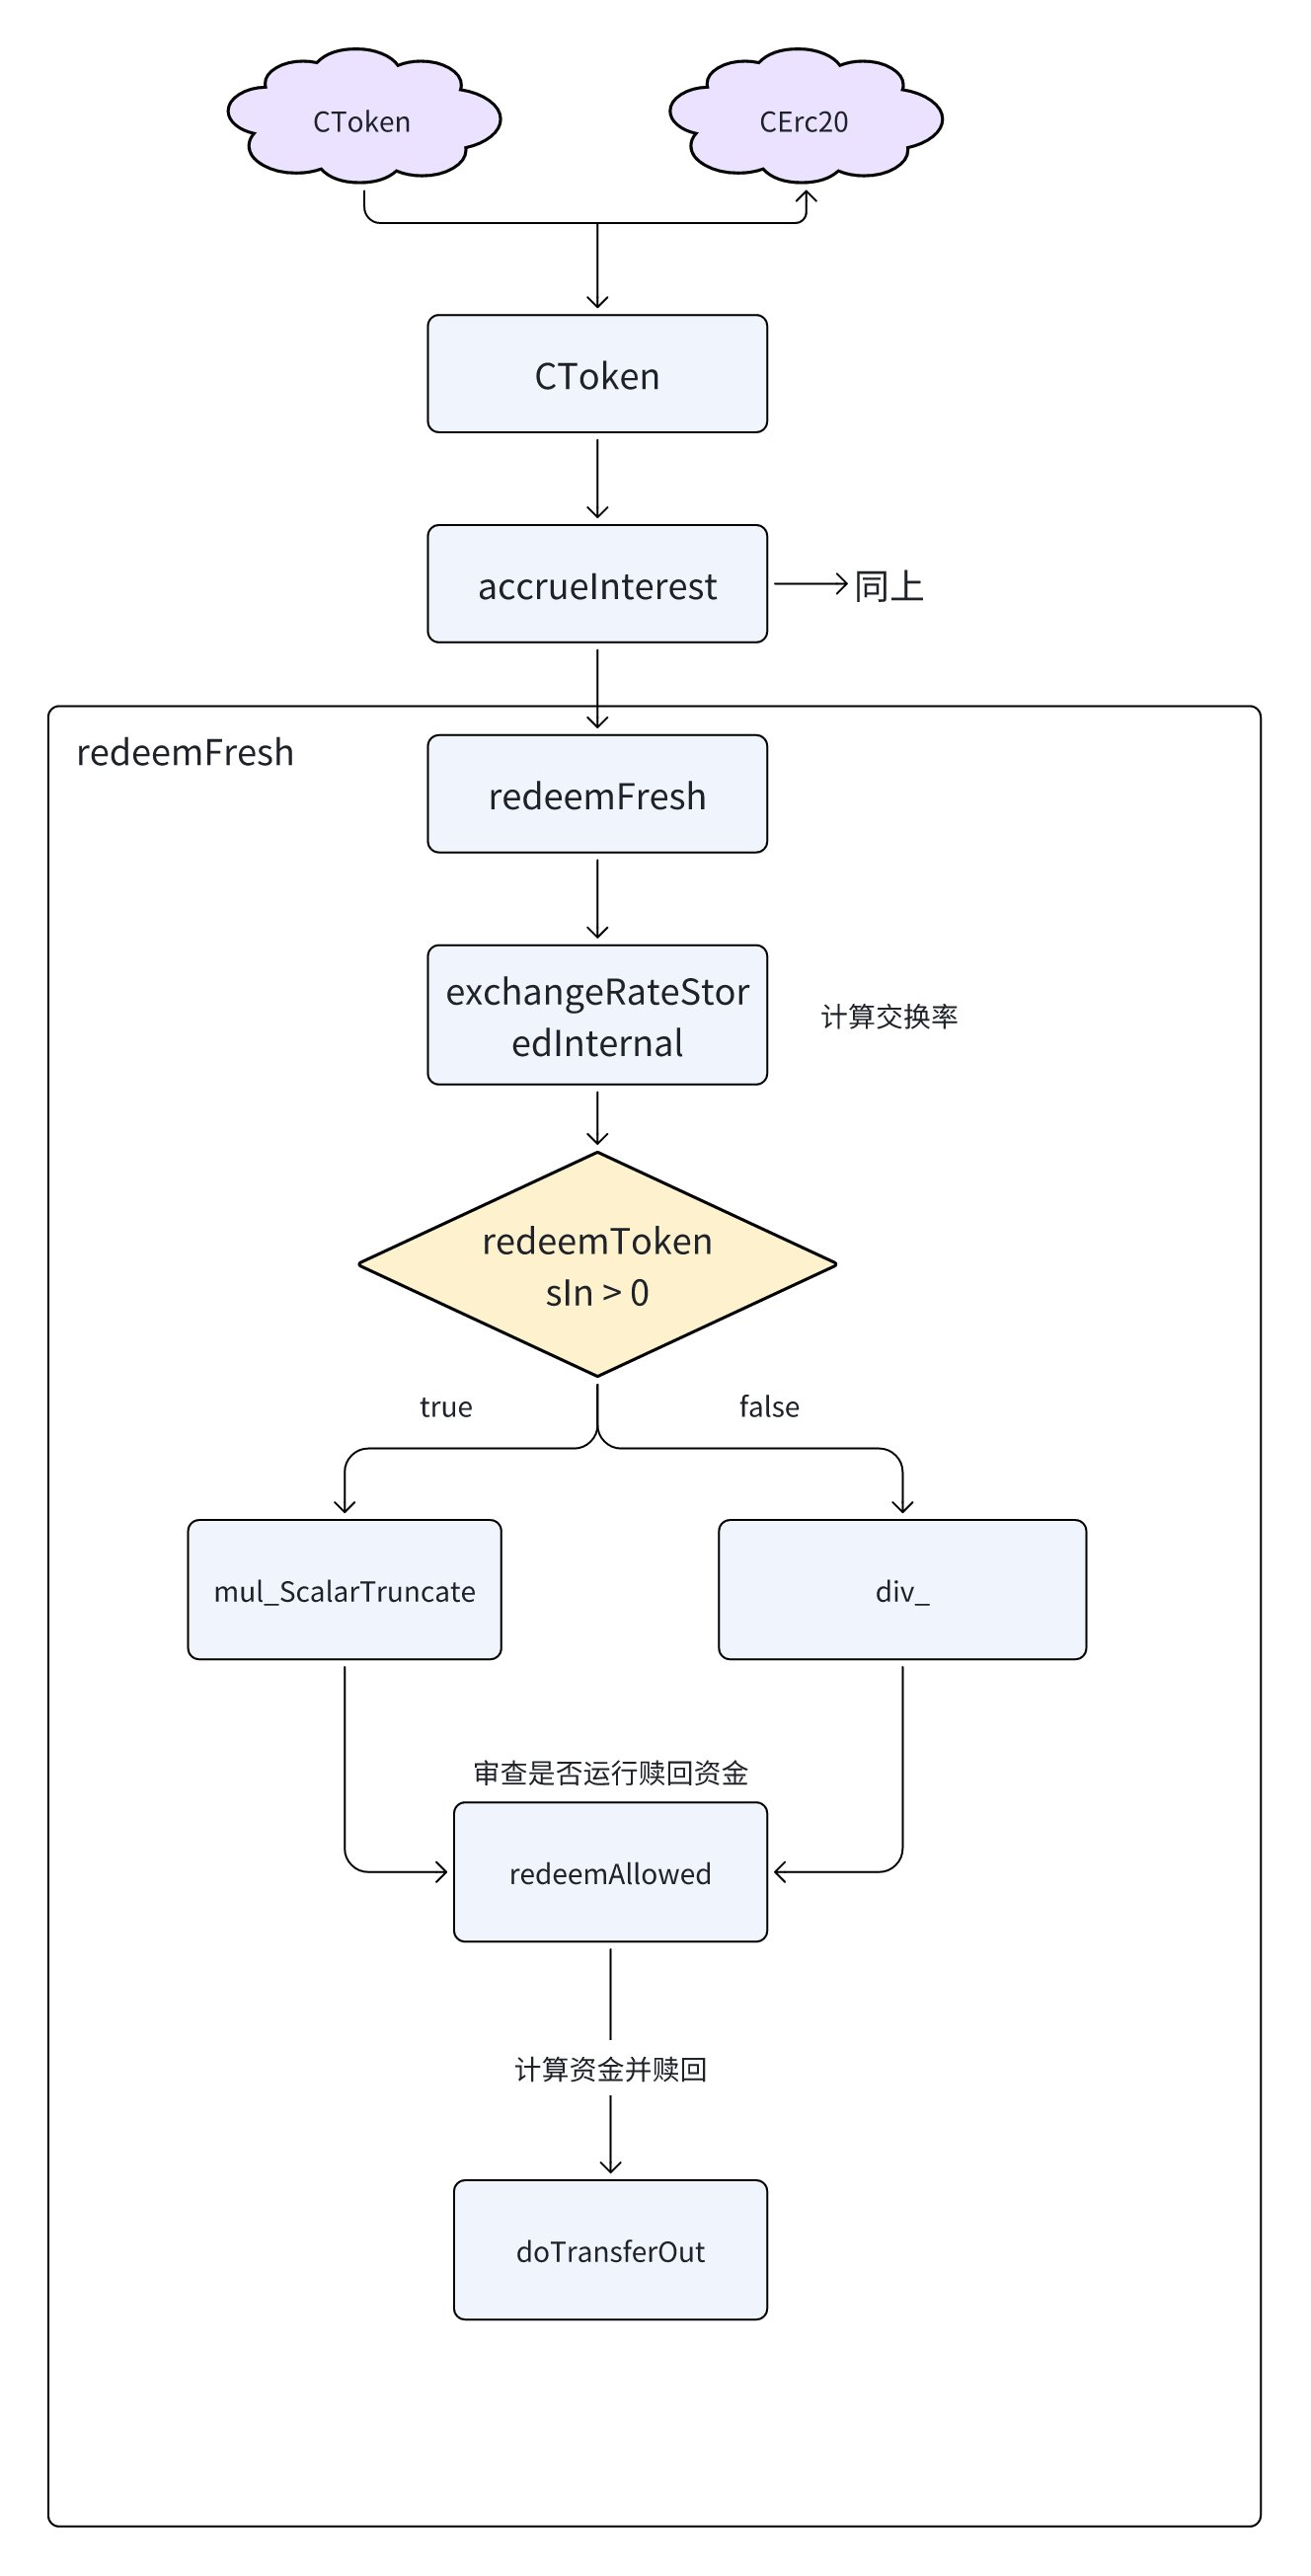 CToken
CErc20
CToken
accrueInterest
同上
redeemFresh
redeemFresh
exchangeRateStor
edInternal
计算交换率
redeemToken
sIn > 0
true
false
mul_ScalarTruncate
div_
审查是否运行赎回资金
redeemAllowed
计算资金并赎回
doTransferOut